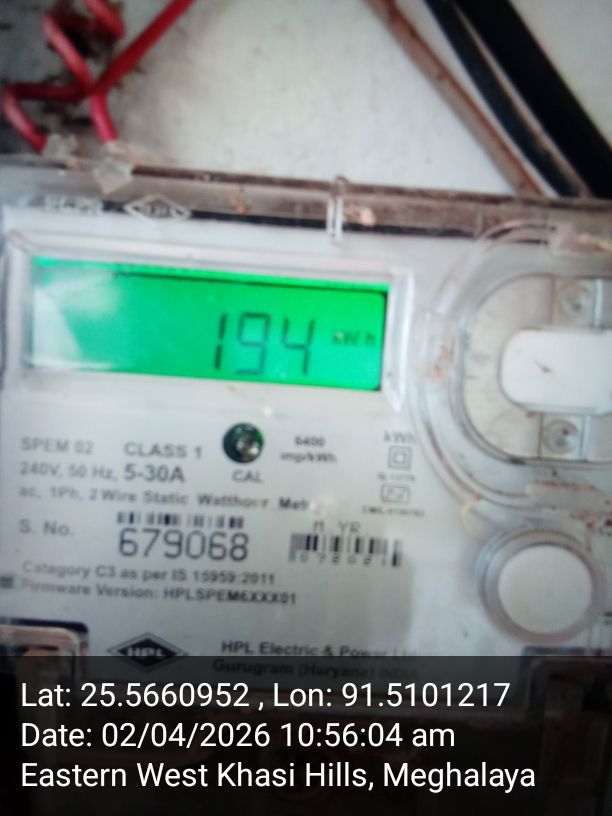 HPL
194 kWh
SPEM 02 CLASS 1
6400
imp/kWh
kWh
240V, 50 Hz, 5-30A
CAL
ac, 1Ph, 2 Wire Static Watthour
M YR
S. No.
679068
Category C3 as per IS 15959:2011
Firmware Version: HPLSPEM6XXX01
HPL
HPL Electric & Power
Gurugram (Haryana) INDIA
Lat: 25.5660952 , Lon: 91.5101217
Date: 02/04/2026 10:56:04 am
Eastern West Khasi Hills, Meghalaya